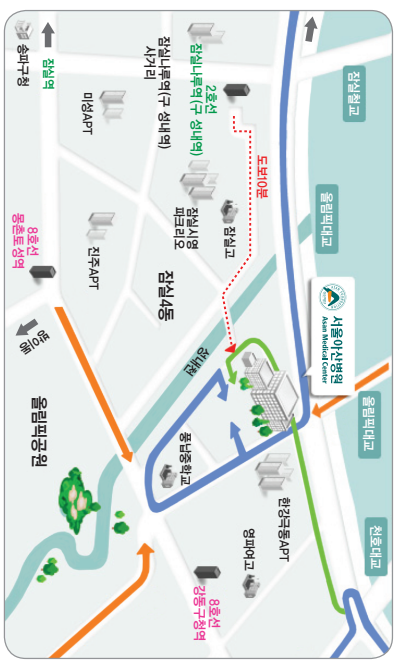 잠실철교
올림픽대교
서울아산병원
Asan Medical Center
올림픽대교
천호대교
2호선
잠실나루역(구 성내역)
잠실나루역(구 성내역)
사거리
도보10분
잠실고
잠실시영
파크리오
미성APT
진주APT
송파구청
잠실역
8호선
몽촌토성역
방이동
잠실4동
성내천
올림픽공원
풍납중학교
한강극동APT
영파여고
8호선
강동구청역